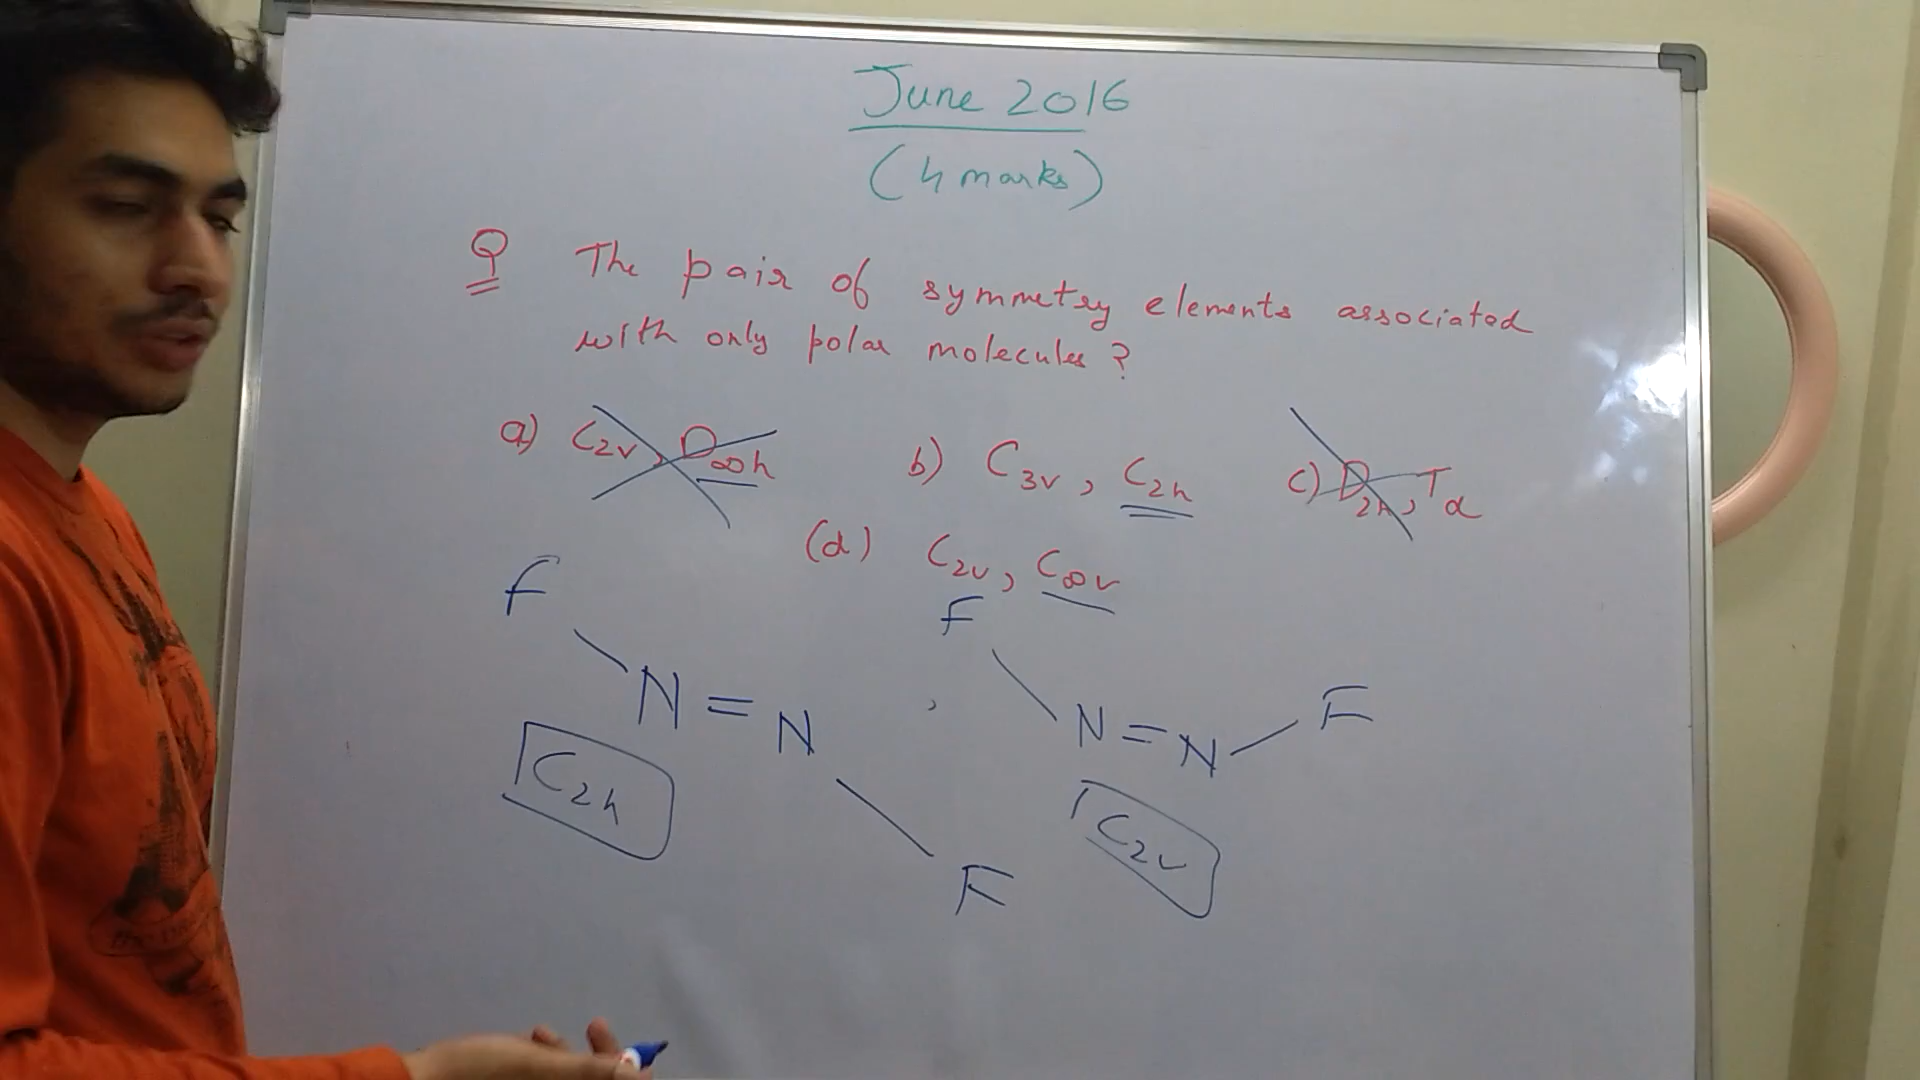 June 2016
(4 marks)
Q The pair of symmetry elements associated
with only polar molecules?
a) C2v, D∞h b) C3v, C2h c) D2h, Td
(d) C2v, C∞v
F F
N = N , N = N F
C2h C2v
F